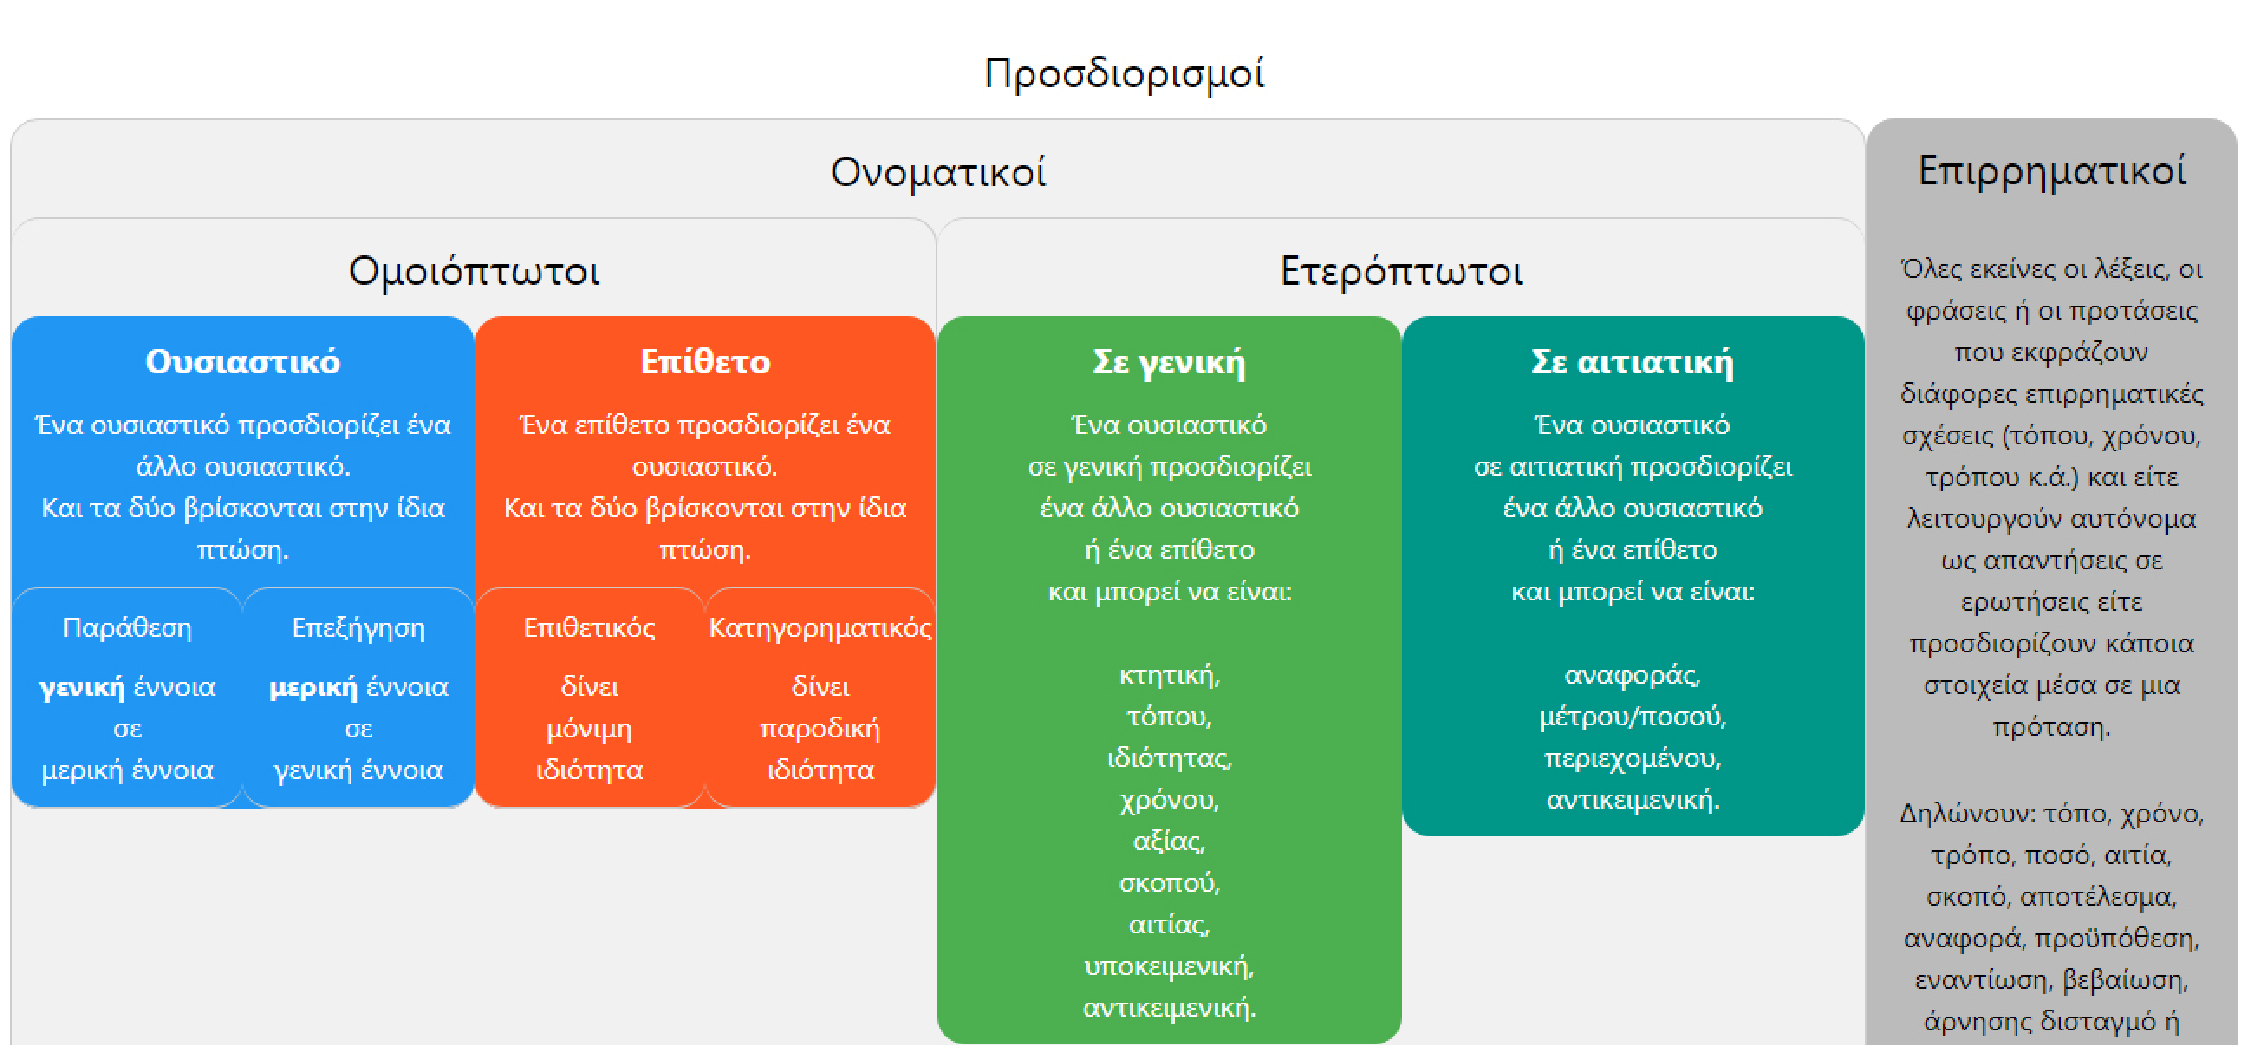 Προσδιορισμοί
Ονοματικοί
Ομοιόπτωτοι
Ουσιαστικό
Ένα ουσιαστικό προσδιορίζει ένα
άλλο ουσιαστικό.
Και τα δύο βρίσκονται στην ίδια
πτώση.
Παράθεση
γενική έννοια
σε
μερική έννοια
Επεξήγηση
μερική έννοια
σε
γενική έννοια
Επίθετο
Ένα επίθετο προσδιορίζει ένα
ουσιαστικό.
Και τα δύο βρίσκονται στην ίδια
πτώση.
Επιθετικός
δίνει
μόνιμη
ιδιότητα
Κατηγορηματικός
δίνει
παροδική
ιδιότητα
Ετερόπτωτοι
Σε γενική
Ένα ουσιαστικό
σε γενική προσδιορίζει
ένα άλλο ουσιαστικό
ή ένα επίθετο
και μπορεί να είναι:
κτητική,
τόπου,
ιδιότητας,
χρόνου,
αξίας,
σκοπού,
αιτίας,
υποκειμενική,
αντικειμενική.
Σε αιτιατική
Ένα ουσιαστικό
σε αιτιατική προσδιορίζει
ένα άλλο ουσιαστικό
ή ένα επίθετο
και μπορεί να είναι:
αναφοράς,
μέτρου/ποσού,
περιεχομένου,
αντικειμενική.
Επιρρηματικοί
Όλες εκείνες οι λέξεις, οι
φράσεις ή οι προτάσεις
που εκφράζουν
διάφορες επιρρηματικές
σχέσεις (τόπου, χρόνου,
τρόπου κ.ά.) και είτε
λειτουργούν αυτόνομα
ως απαντήσεις σε
ερωτήσεις είτε
προσδιορίζουν κάποια
στοιχεία μέσα σε μια
πρόταση.
Δηλώνουν: τόπο, χρόνο,
τρόπο, ποσό, αιτία,
σκοπό, αποτέλεσμα,
αναφορά, προϋπόθεση,
εναντίωση, βεβαίωση,
άρνησης δισταγμό ή